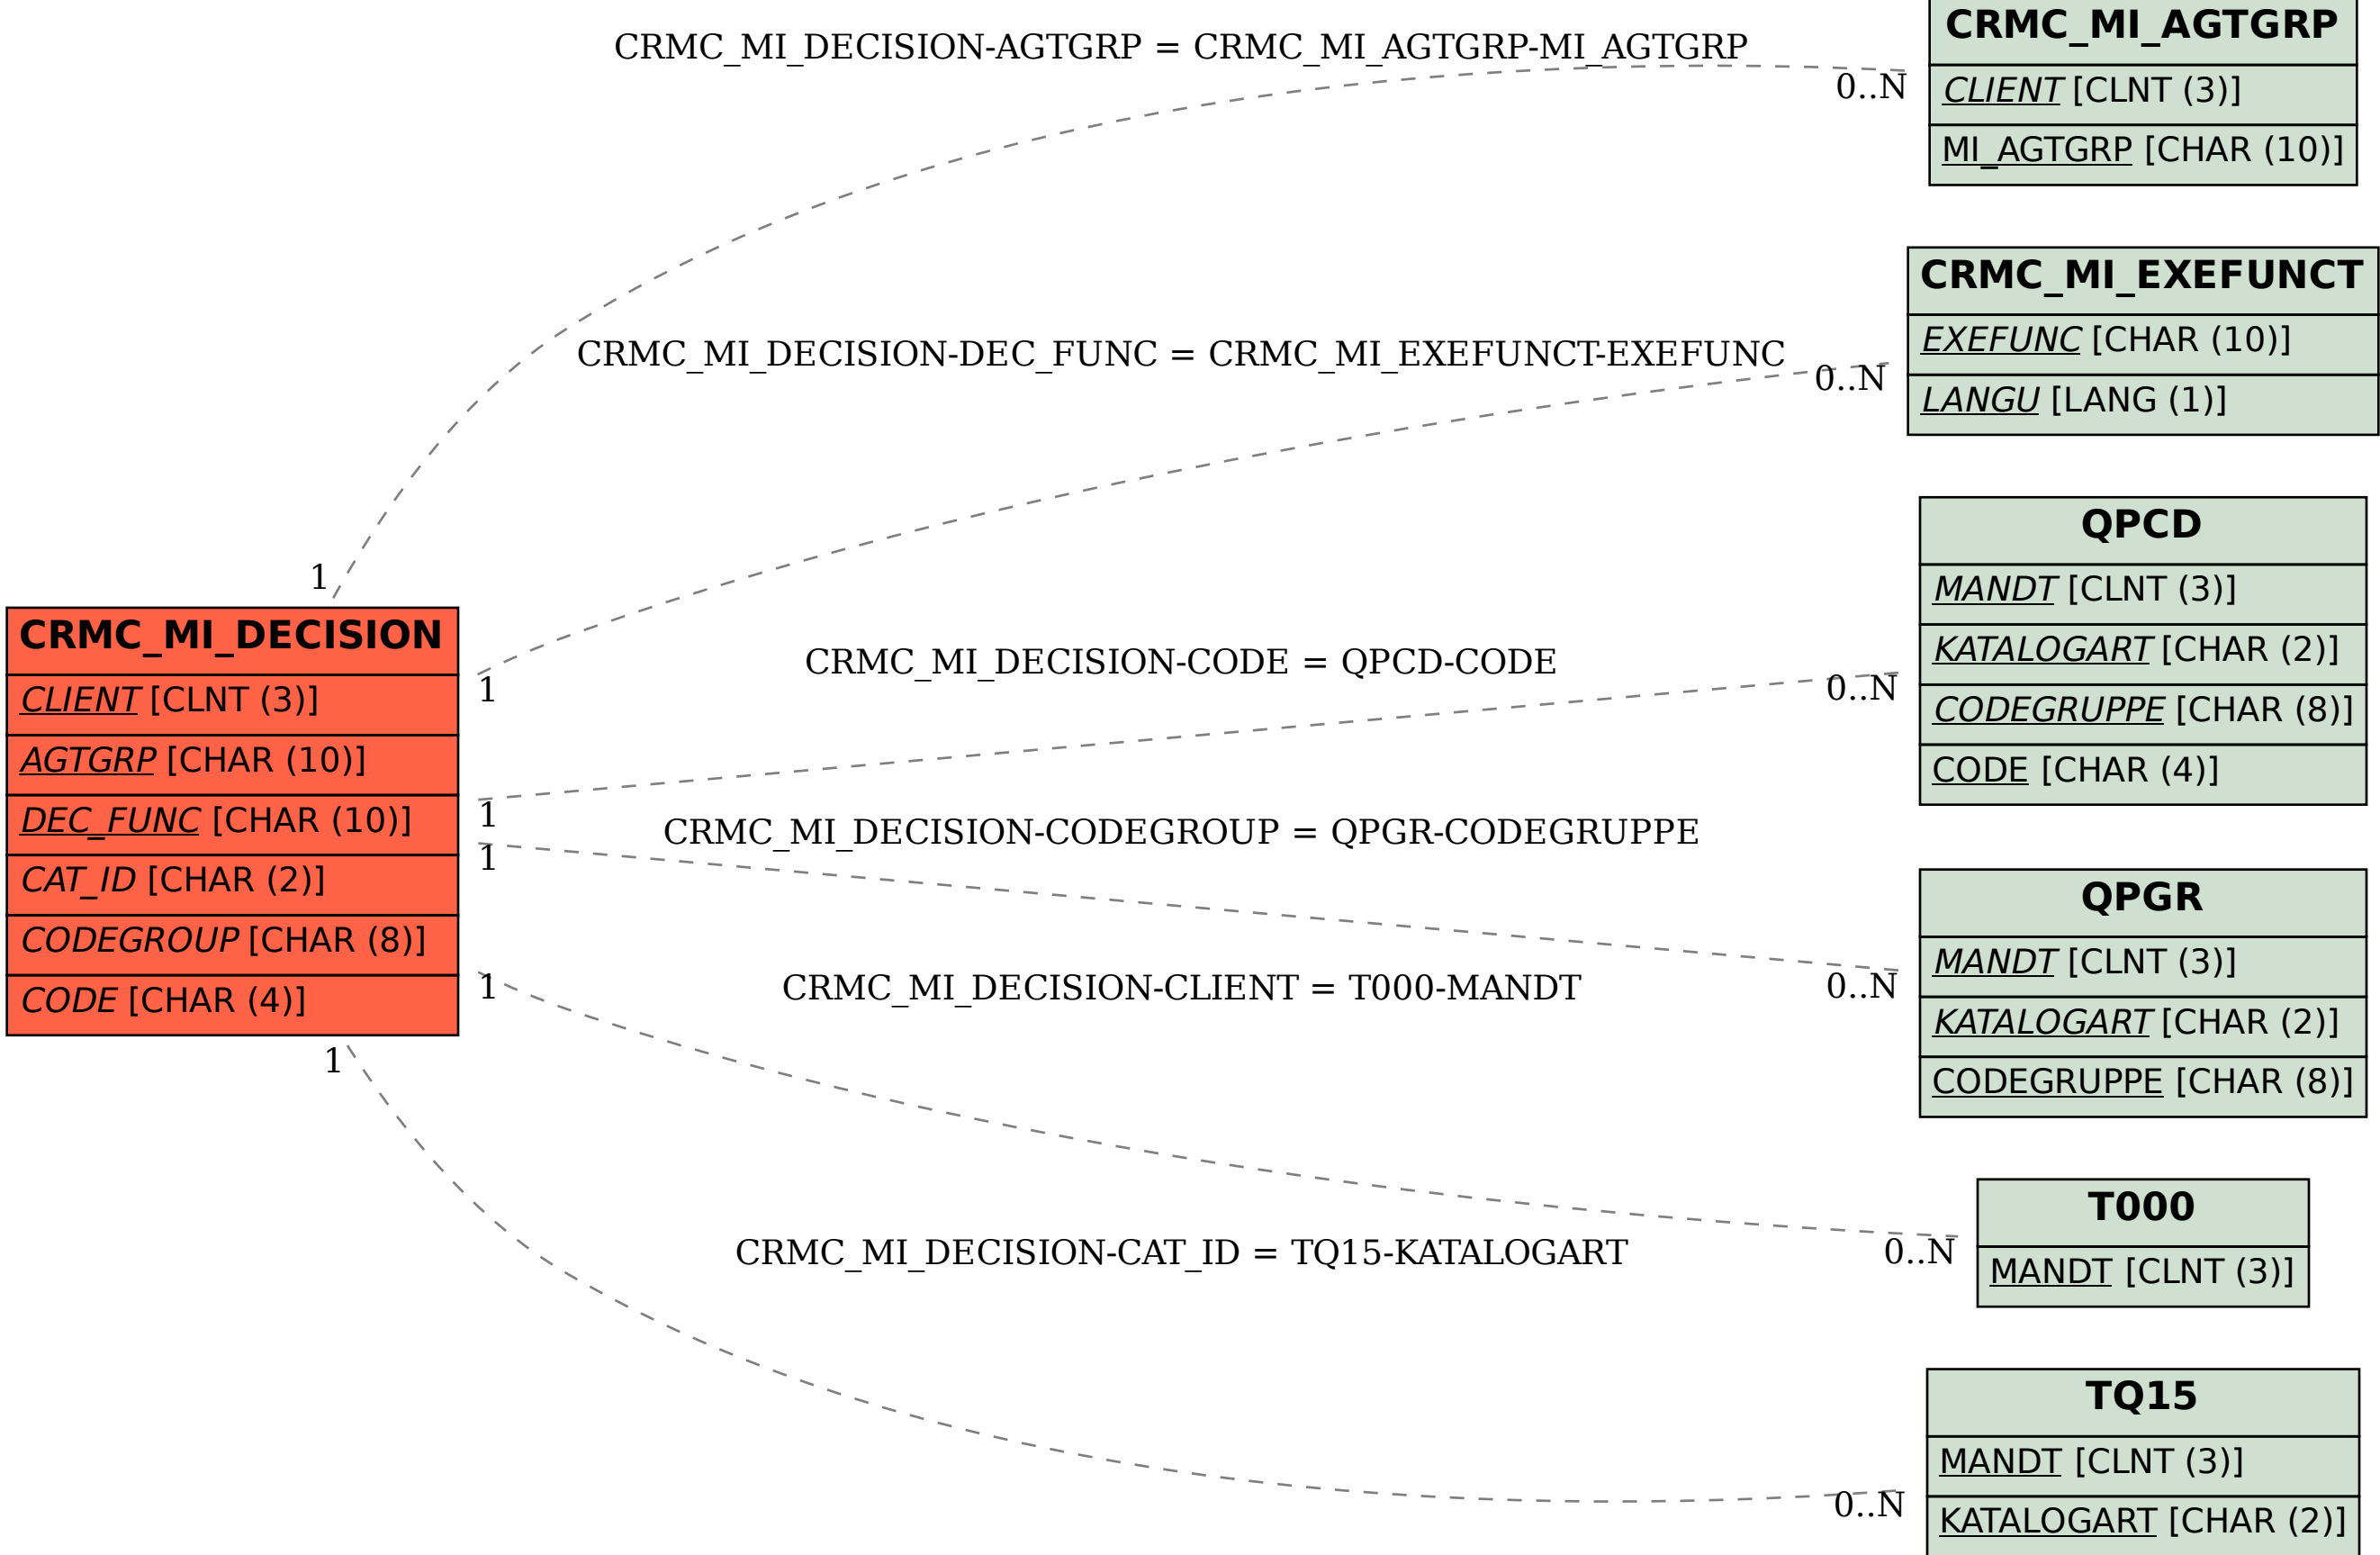 CRMC_MI_AGTGRP
CLIENT [CLNT (3)]
MI_AGTGRP [CHAR (10)]
CRMC_MI_DECISION-AGTGRP = CRMC_MI_AGTGRP-MI_AGTGRP
0..N
1
CRMC_MI_EXEFUNCT
EXEFUNC [CHAR (10)]
LANGU [LANG (1)]
CRMC_MI_DECISION-DEC_FUNC = CRMC_MI_EXEFUNCT-EXEFUNC
0..N
1
QPCD
MANDT [CLNT (3)]
KATALOGART [CHAR (2)]
CODEGRUPPE [CHAR (8)]
CODE [CHAR (4)]
CRMC_MI_DECISION-CODE = QPCD-CODE
0..N
1
CRMC_MI_DECISION
CLIENT [CLNT (3)]
AGTGRP [CHAR (10)]
DEC_FUNC [CHAR (10)]
CAT_ID [CHAR (2)]
CODEGROUP [CHAR (8)]
CODE [CHAR (4)]
CRMC_MI_DECISION-CODEGROUP = QPGR-CODEGRUPPE
1
0..N
QPGR
MANDT [CLNT (3)]
KATALOGART [CHAR (2)]
CODEGRUPPE [CHAR (8)]
CRMC_MI_DECISION-CLIENT = T000-MANDT
1
0..N
T000
MANDT [CLNT (3)]
CRMC_MI_DECISION-CAT_ID = TQ15-KATALOGART
1
0..N
TQ15
MANDT [CLNT (3)]
KATALOGART [CHAR (2)]